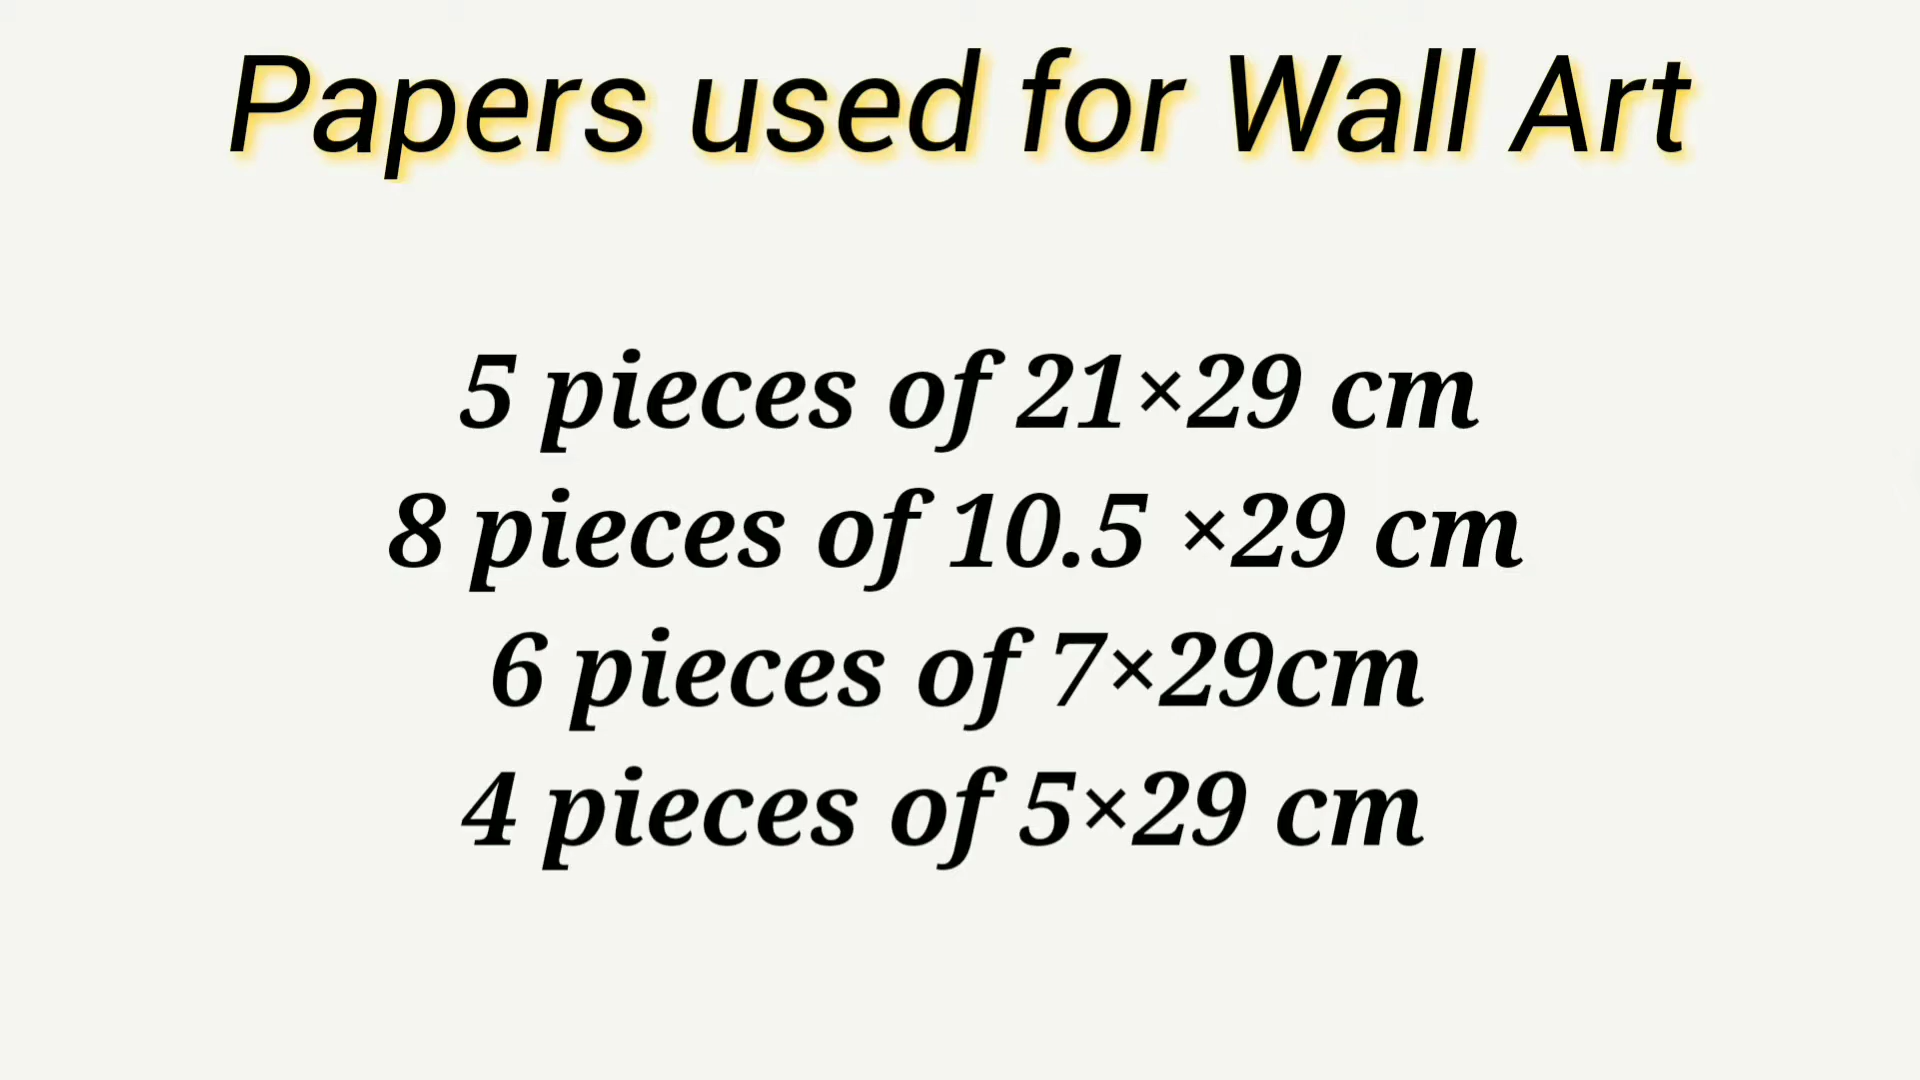 Papers used for Wall Art
5 pieces of 21×29 cm
8 pieces of 10.5 ×29 cm
6 pieces of 7×29cm
4 pieces of 5×29 cm